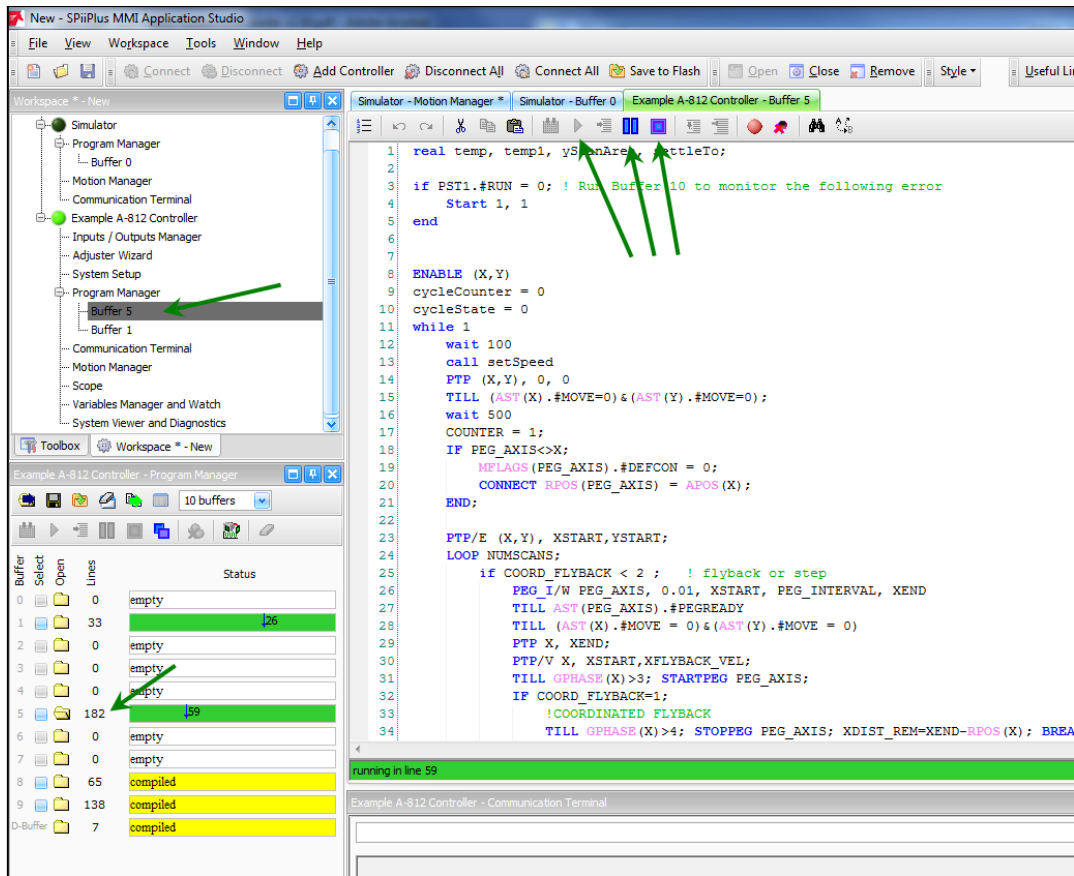 New - SPiiPlus MMI Application Studio
File View Workspace Tools Window Help
Connect Disconnect Add Controller Disconnect All Connect All Save to Flash Open Close Remove Style Useful
Workspace * - New
Simulator
Program Manager
Buffer 0
Motion Manager
Communication Terminal
Example A-812 Controller
Inputs / Outputs Manager
Adjuster Wizard
System Setup
Program Manager
Buffer 5
Buffer 1
Communication Terminal
Motion Manager
Scope
Variables Manager and Watch
System Viewer and Diagnostics
Toolbox Workspace * - New
Simulator - Motion Manager * Simulator - Buffer 0 Example A-812 Controller - Buffer 5
1 real temp, temp1, settleTo;
2
3 if PST1.#RUN = 0; ! Run Buffer 10 to monitor the following error
4 Start 1, 1
5 end
6
7
8 ENABLE (X,Y)
9 cycleCounter = 0
10 cycleState = 0
11 while 1
12 wait 100
13 call setSpeed
14 PTP (X,Y), 0, 0
15 TILL (AST(X).#MOVE=0)&(AST(Y).#MOVE=0);
16 wait 500
17 COUNTER = 1;
18 IF PEG_AXIS<>X;
19 MFLAGS(PEG_AXIS).#DEFCON = 0;
20 CONNECT RPOS(PEG_AXIS) = APOS(X);
21 END;
22
23 PTP/E (X,Y), XSTART,YSTART;
24 LOOP NUMSCANS;
25 if COORD_FLYBACK < 2 ; ! flyback or step
26 PEG_I/W PEG_AXIS, 0.01, XSTART, PEG_INTERVAL, XEND
27 TILL AST(PEG_AXIS).#PEGREADY
28 TILL (AST(X).#MOVE = 0)&(AST(Y).#MOVE = 0)
29 PTP X, XEND;
30 PTP/V X, XSTART,XFLYBACK_VEL;
31 TILL GPHASE(X)>3; STARTPEG PEG_AXIS;
32 IF COORD_FLYBACK=1;
33 !COORDINATED FLYBACK
34 TILL GPHASE(X)>4; STOPPEG PEG_AXIS; XDIST_REM=XEND-RPOS(X); BREA
running in line 59
Example A-812 Controller - Communication Terminal
Example A-812 Controller - Program Manager
10 buffers
Buffer Select Open Lines Status
0 0 empty
1 33 26
2 0 empty
3 0 empty
4 0 empty
5 182 59
6 0 empty
7 0 empty
8 65 compiled
9 138 compiled
D-Buffer 7 compiled